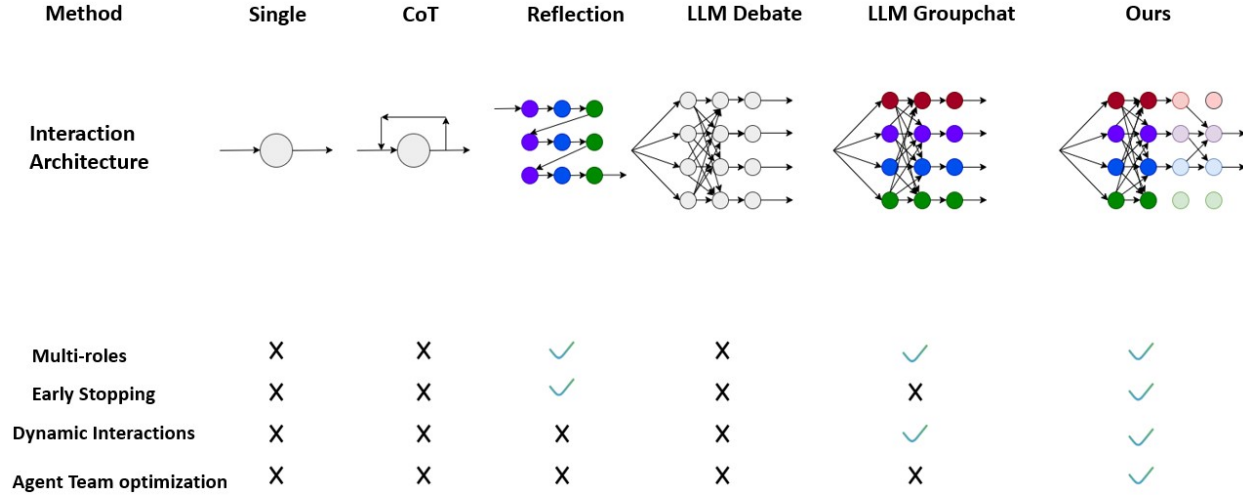 Method Single CoT Reflection LLM Debate LLM Groupchat Ours
Interaction
Architecture
Multi-roles
Early Stopping
Dynamic Interactions
Agent Team optimization